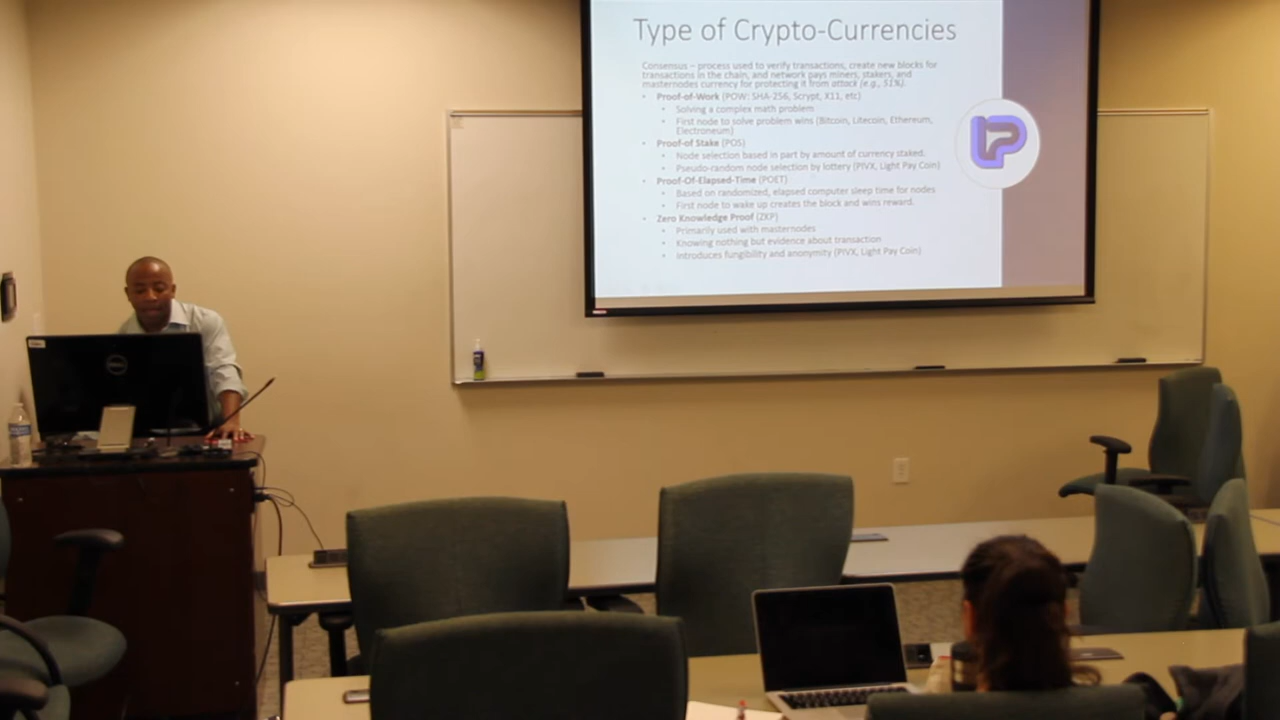 Type of Crypto-Currencies
Consensus – process used to verify transactions, create new blocks for
transactions in the chain, and network pays miners, stakers, and
masternodes currency for protecting it from attack (e.g., 51%).
• Proof-of-Work (POW: SHA-256, Scrypt, X11, etc)
• Solving a complex math problem
• First node to solve problem wins (Bitcoin, Litecoin, Ethereum,
Electroneum)
• Proof-of Stake (POS)
• Node selection based in part by amount of currency staked.
• Pseudo-random node selection by lottery (PIVX, Light Pay Coin)
• Proof-Of-Elapsed-Time (POET)
• Based on randomized, elapsed computer sleep time for nodes
• First node to wake up creates the block and wins reward.
• Zero Knowledge Proof (ZKP)
• Primarily used with masternodes
• Knowing nothing but evidence about transaction
• Introduces fungibility and anonymity (PIVX, Light Pay Coin)
DELL